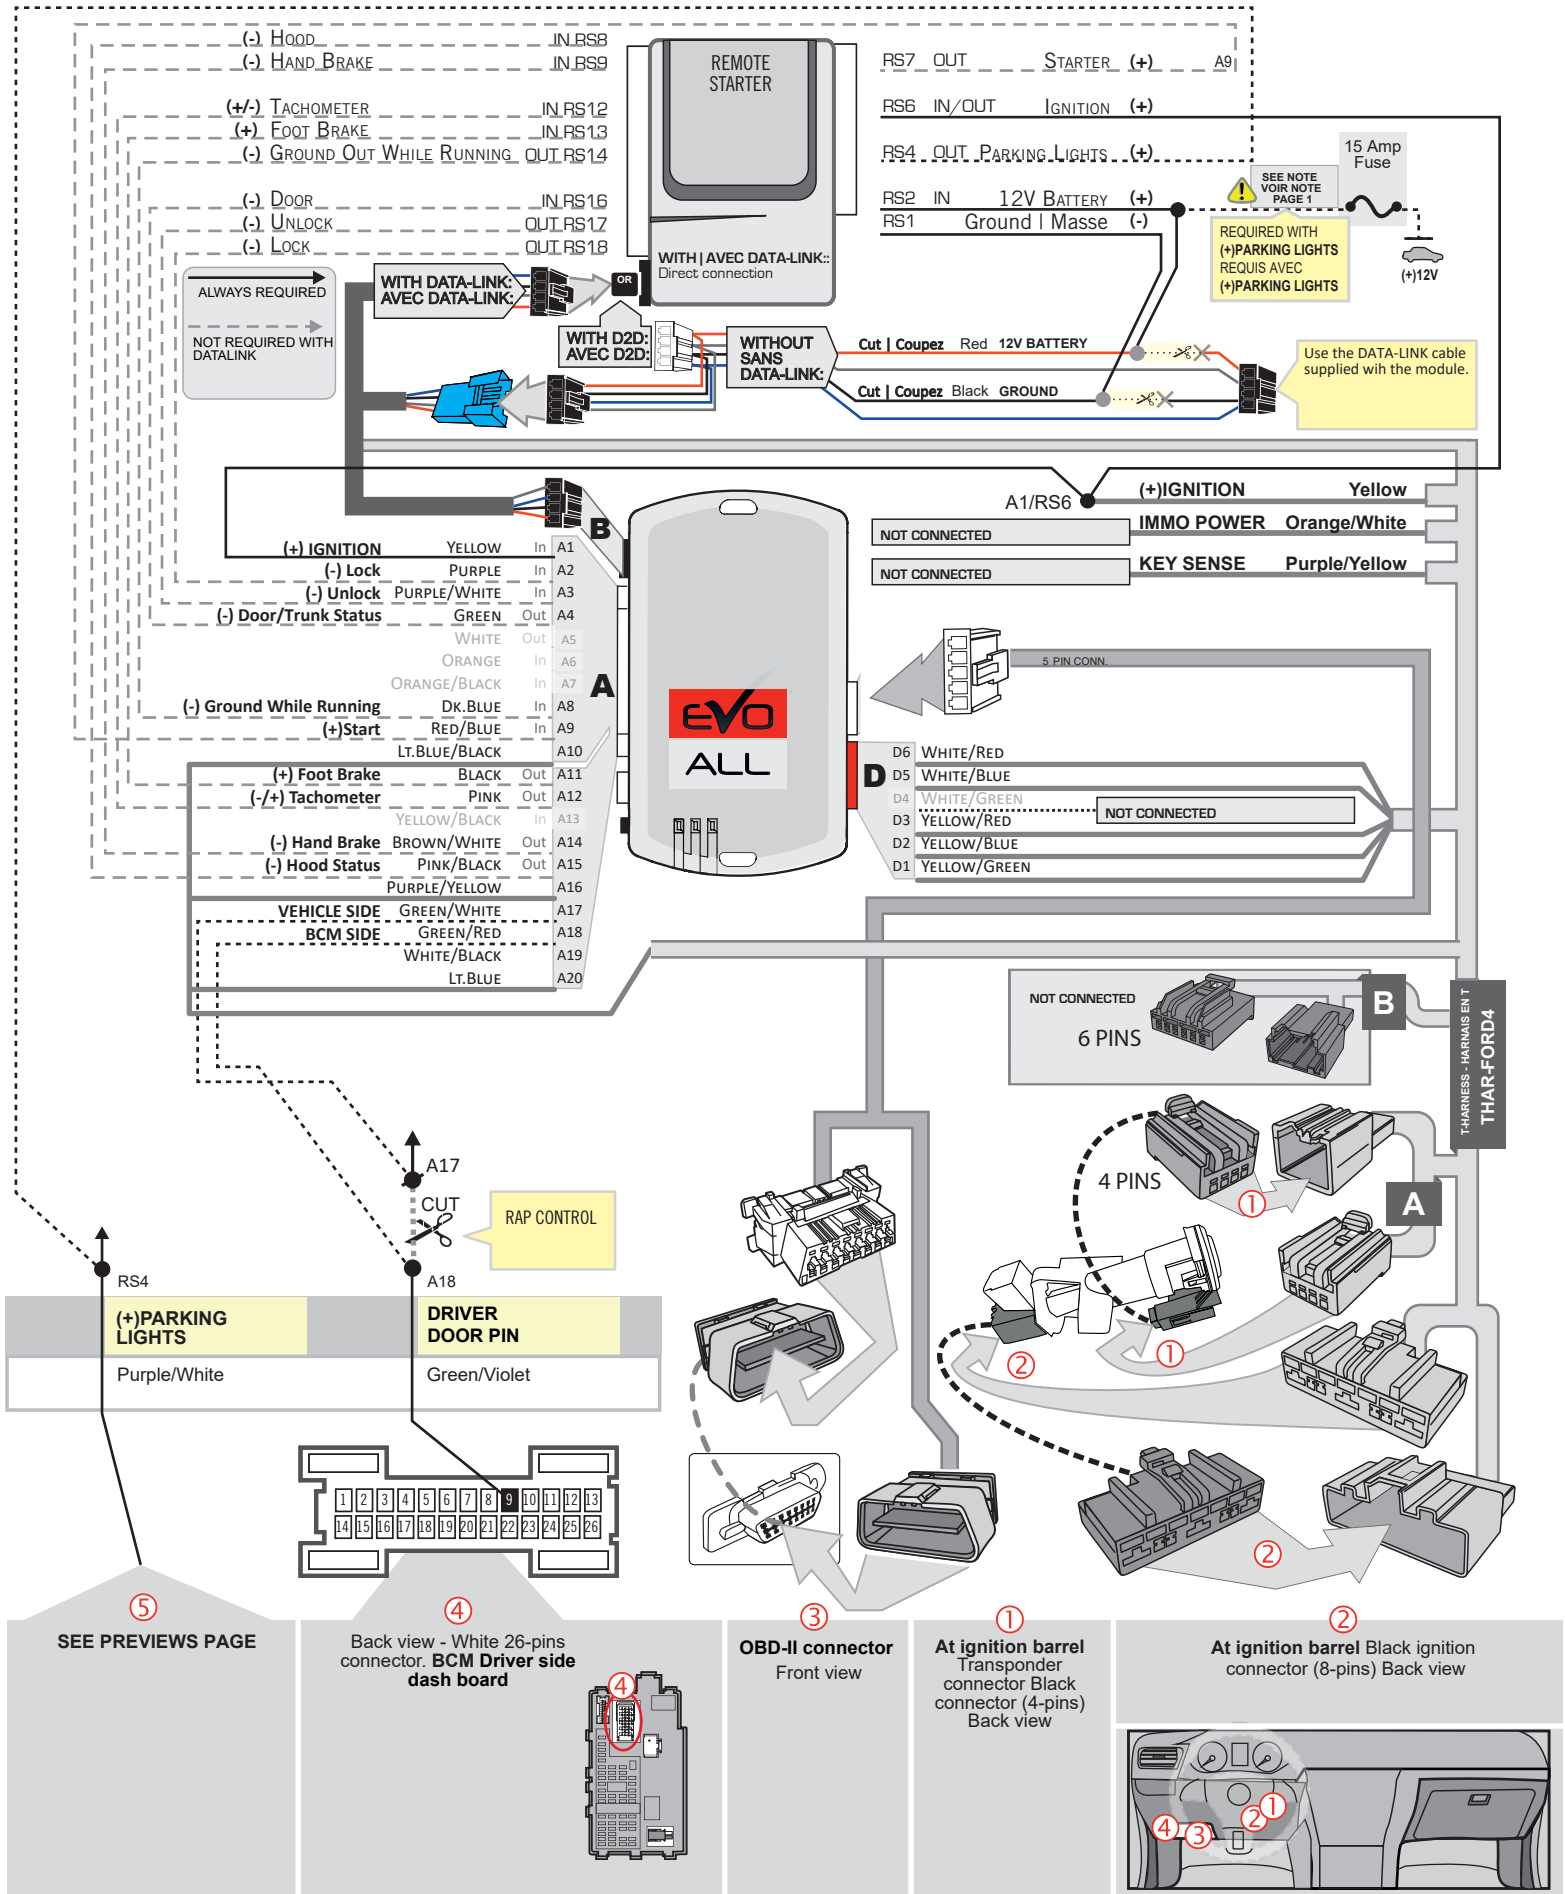 (-) HOOD IN RS8
(-) HAND BRAKE IN RS9
(+/-) TACHOMETER IN RS12
(+) FOOT BRAKE IN RS13
(-) GROUND OUT WHILE RUNNING OUT RS14
(-) DOOR IN RS16
(-) UNLOCK OUT RS17
(-) LOCK OUT RS18
REMOTE
STARTER
WITH | AVEC DATA-LINK::
Direct connection
RS7 OUT STARTER (+) A9
RS6 IN/OUT IGNITION (+)
RS4 OUT PARKING LIGHTS (+)
RS2 IN 12V BATTERY (+)
RS1 Ground | Masse (-)
SEE NOTE
VOIR NOTE
PAGE 1
15 Amp
Fuse
REQUIRED WITH
(+)PARKING LIGHTS
REQUIS AVEC
(+)PARKING LIGHTS
(+)12V
ALWAYS REQUIRED
NOT REQUIRED WITH
DATALINK
WITH DATA-LINK:
AVEC DATA-LINK:
OR
WITH D2D:
AVEC D2D:
WITHOUT
SANS
DATA-LINK:
Cut | Coupez Red 12V BATTERY
Cut | Coupez Black GROUND
Use the DATA-LINK cable
supplied wih the module.
A1/RS6
(+)IGNITION Yellow
NOT CONNECTED IMMO POWER Orange/White
NOT CONNECTED KEY SENSE Purple/Yellow
B
A
D
(+) IGNITION YELLOW In A1
(-) Lock PURPLE In A2
(-) Unlock PURPLE/WHITE In A3
(-) Door/Trunk Status GREEN Out A4
WHITE Out A5
ORANGE In A6
ORANGE/BLACK In A7
(-) Ground While Running DK.BLUE In A8
(+)Start RED/BLUE In A9
LT.BLUE/BLACK A10
(+) Foot Brake BLACK Out A11
(-/+) Tachometer PINK Out A12
YELLOW/BLACK In A13
(-) Hand Brake BROWN/WHITE Out A14
(-) Hood Status PINK/BLACK Out A15
PURPLE/YELLOW A16
VEHICLE SIDE GREEN/WHITE A17
BCM SIDE GREEN/RED A18
WHITE/BLACK A19
LT.BLUE A20
EVO
ALL
5 PIN CONN.
D6 WHITE/RED
D5 WHITE/BLUE
D4 WHITE/GREEN NOT CONNECTED
D3 YELLOW/RED
D2 YELLOW/BLUE
D1 YELLOW/GREEN
NOT CONNECTED
6 PINS
B
T-HARNESS - HARNAIS EN T
THAR-FORD4
4 PINS
A
1
1
2
2
A17
CUT
RAP CONTROL
A18
RS4
(+)PARKING
LIGHTS
Purple/White
DRIVER
DOOR PIN
Green/Violet
1 2 3 4 5 6 7 8 9 10 11 12 13
14 15 16 17 18 19 20 21 22 23 24 25 26
5
SEE PREVIEWS PAGE
4
Back view - White 26-pins
connector. BCM Driver side
dash board
4
3
OBD-II connector
Front view
1
At ignition barrel
Transponder
connector Black
connector (4-pins)
Back view
2
At ignition barrel Black ignition
connector (8-pins) Back view
1
2
3
4